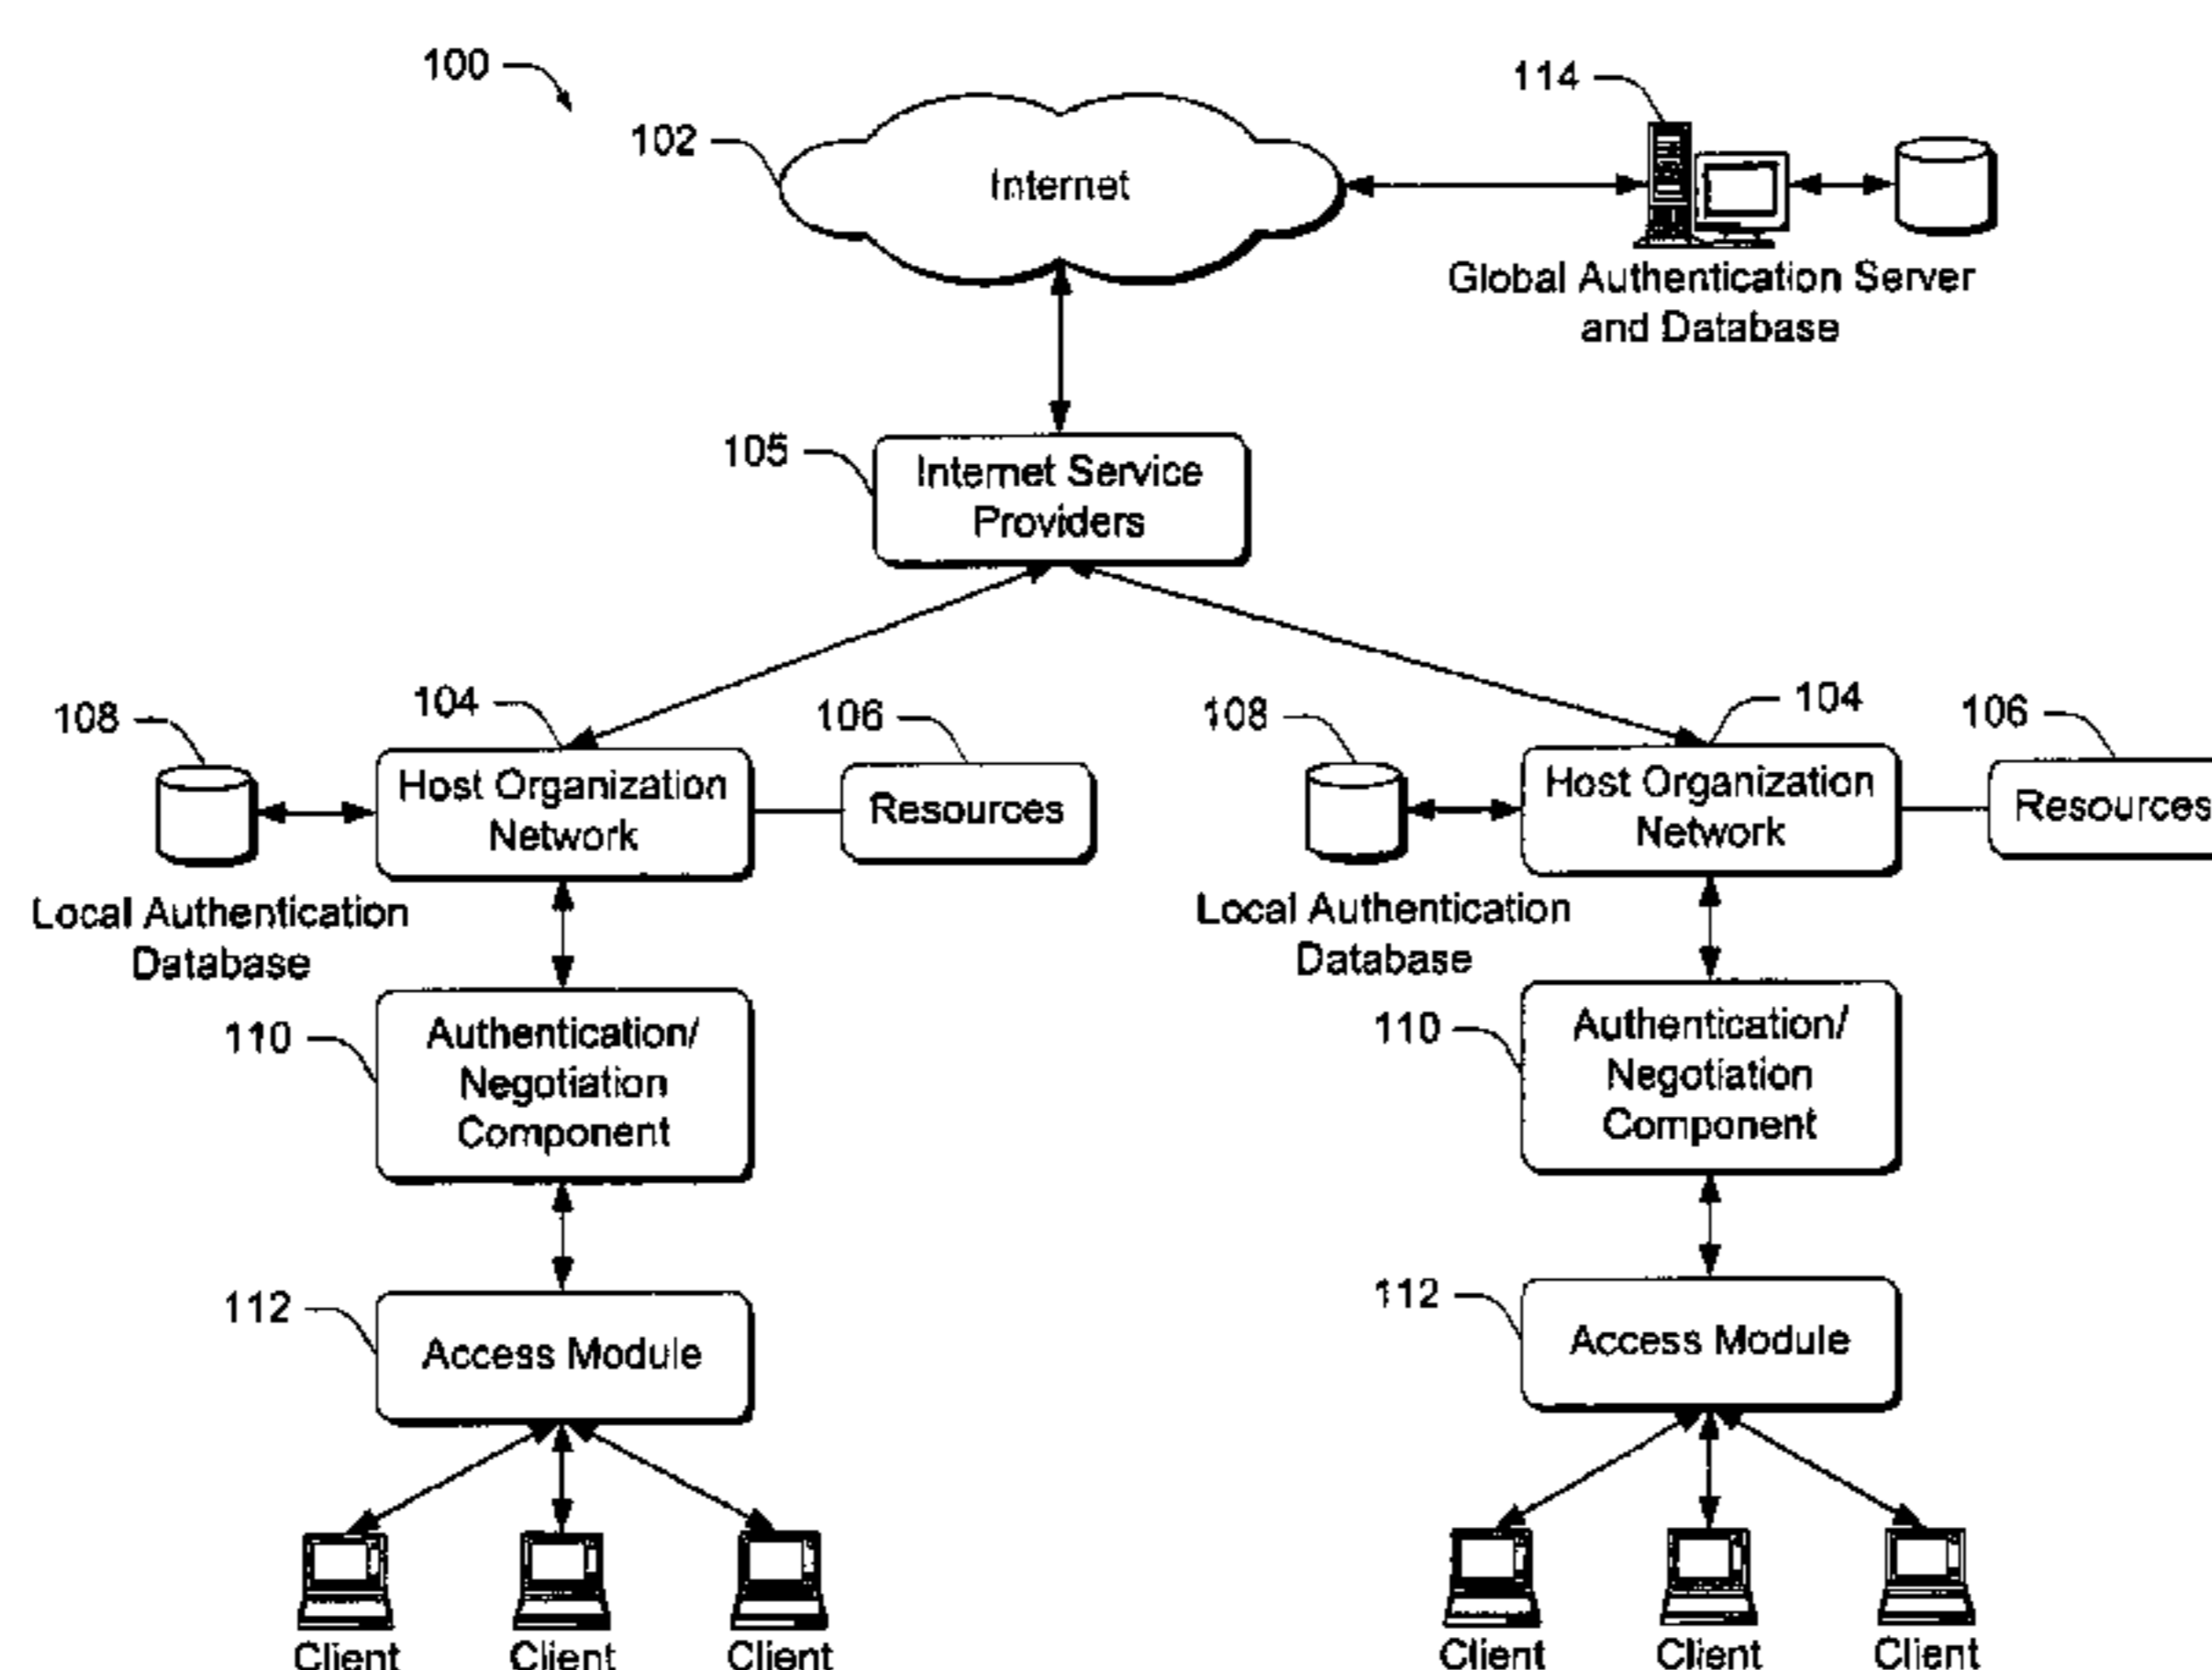 100
114
102
Internet
Global Authentication Server
and Database
105
Internet Service
Providers
108
104
106
Host Organization
Network
Resources
Local Authentication
Database
108
104
106
Host Organization
Network
Resources
Local Authentication
Database
110
Authentication/
Negotiation
Component
110
Authentication/
Negotiation
Component
112
Access Module
112
Access Module
Client
Client
Client
Client
Client
Client